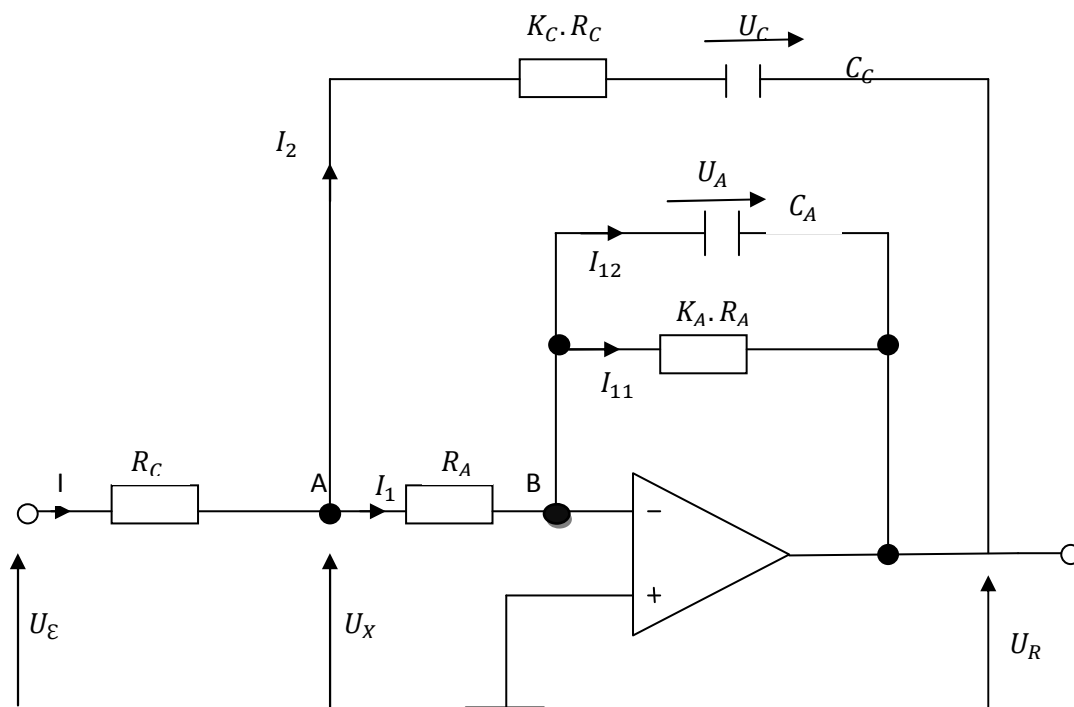 K_C. R_C
U_C
C_C
I_2
U_A
C_A
I_12
K_A. R_A
I_11
I
R_C
A
I_1
R_A
B
−
+
U_Ɛ
U_X
U_R